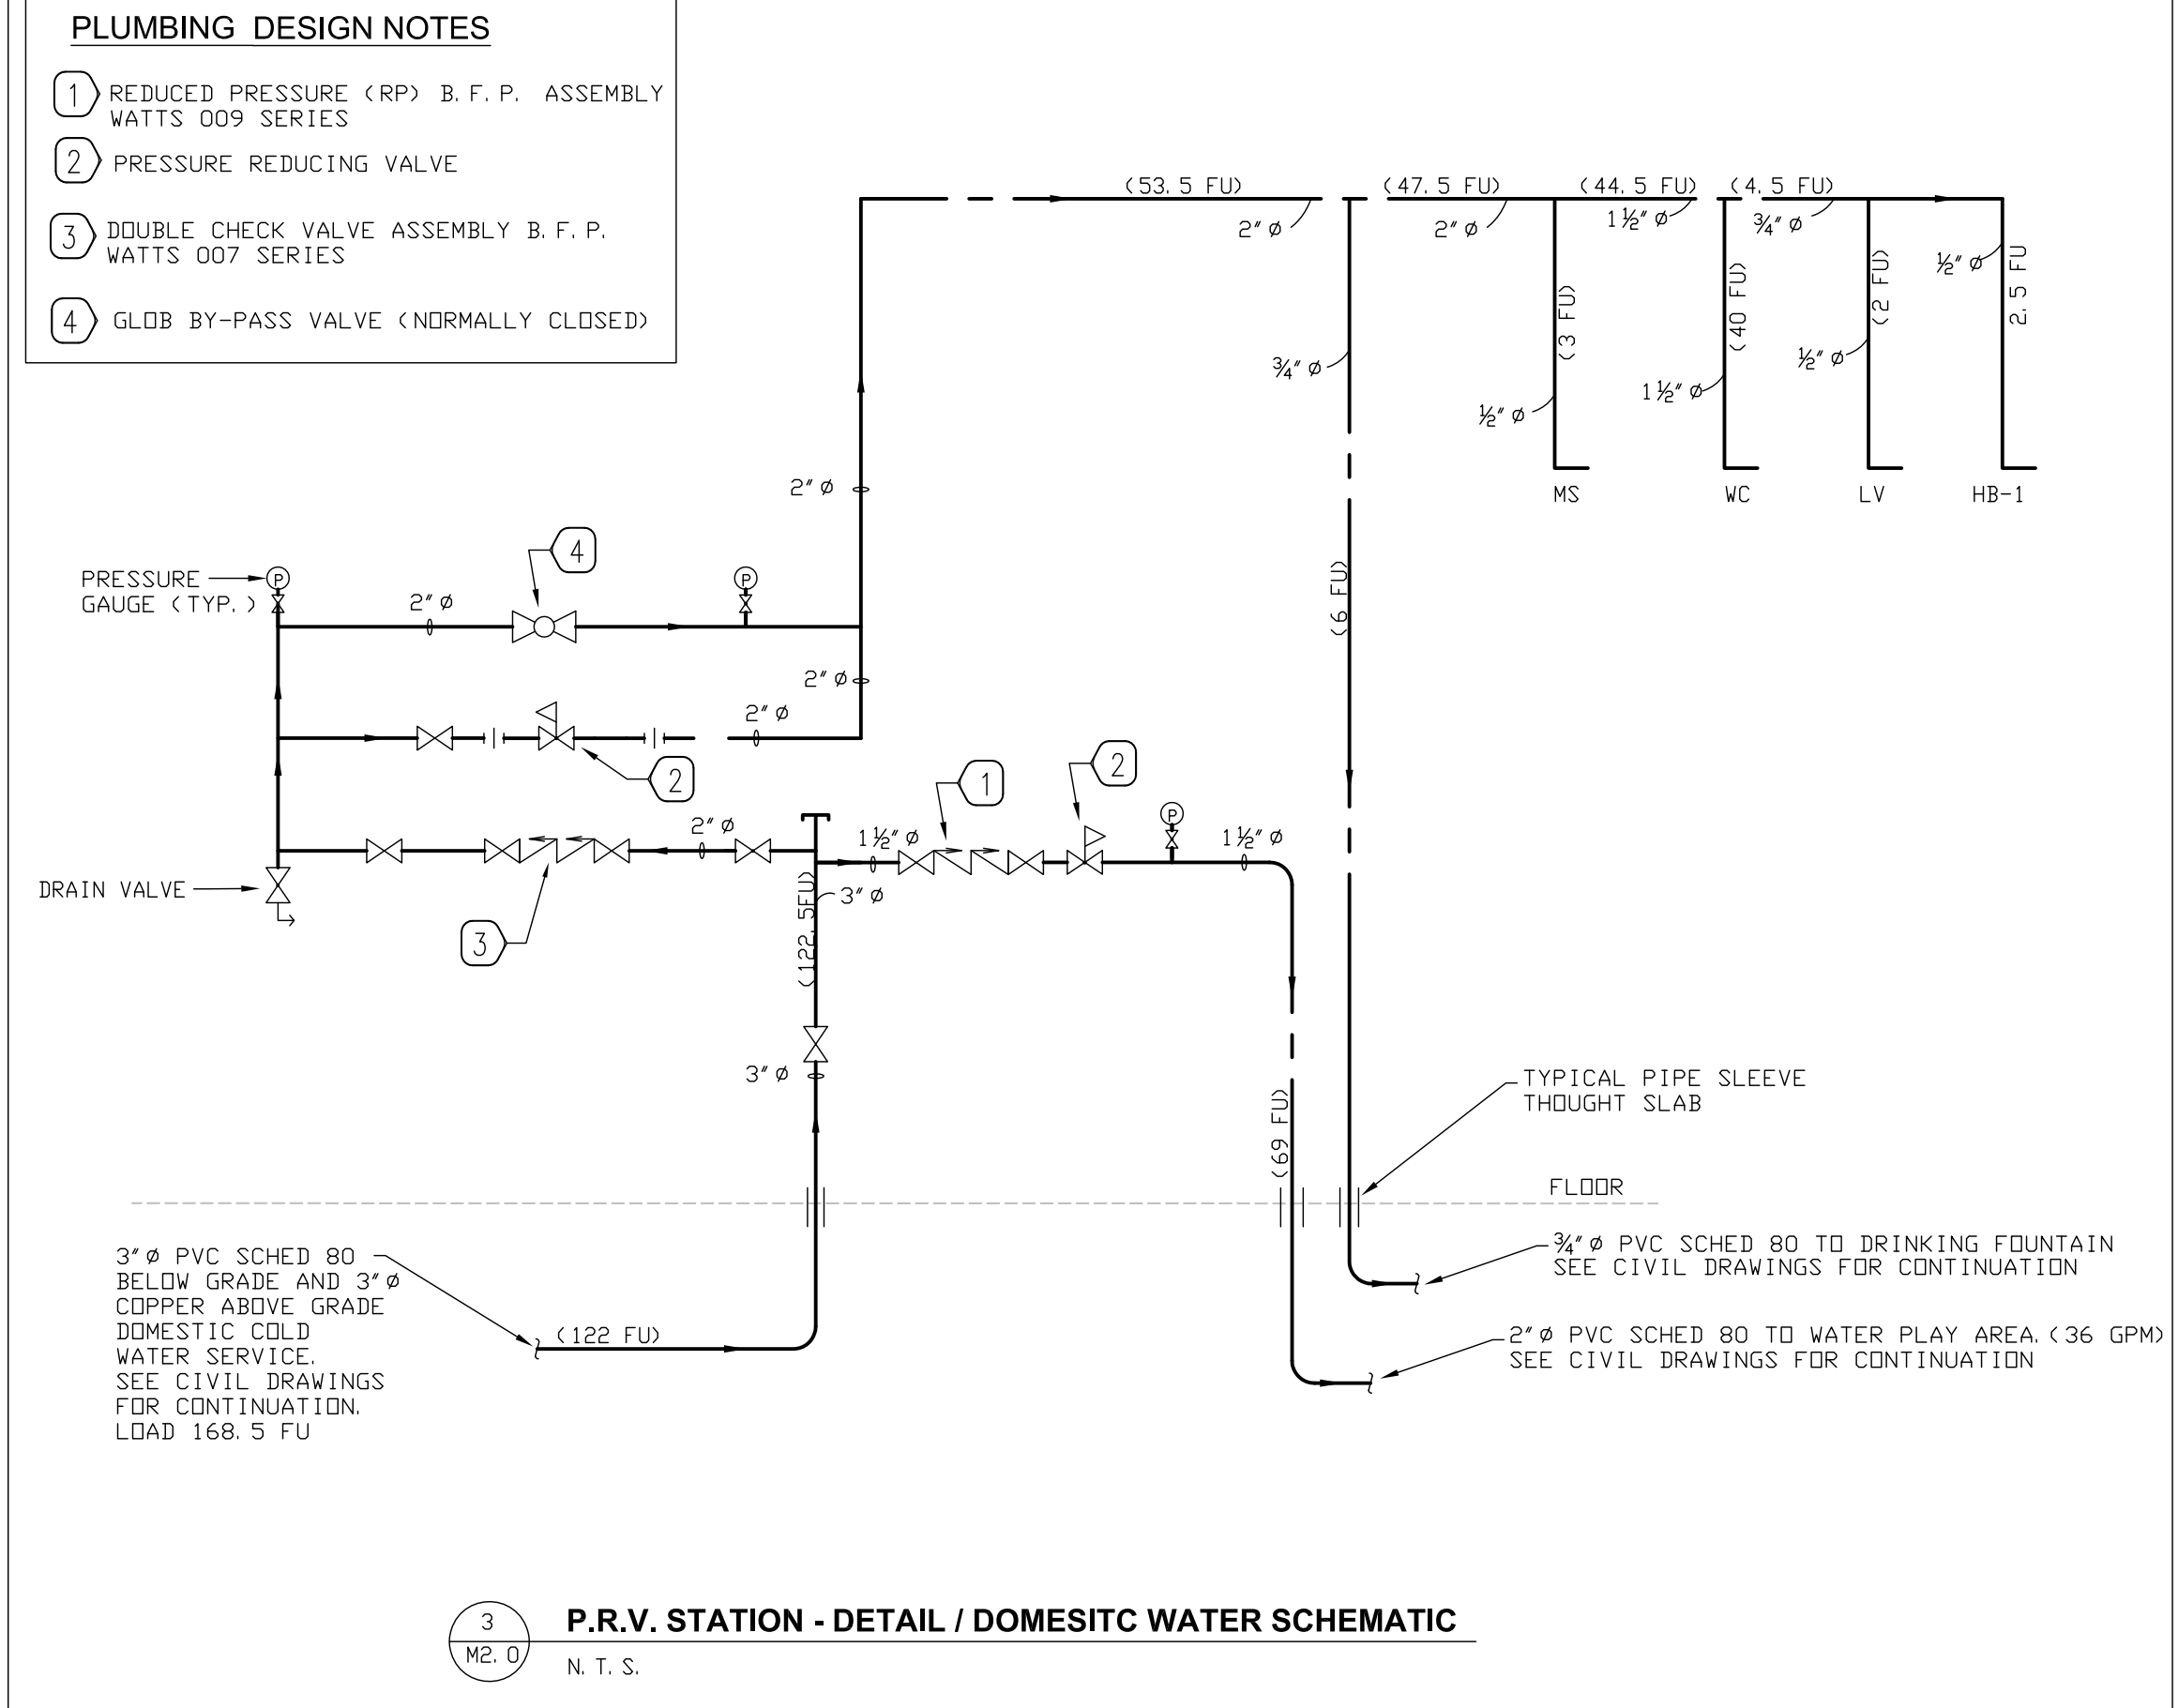 PLUMBING DESIGN NOTES
1
REDUCED PRESSURE (RP) B.F.P. ASSEMBLY
WATTS 009 SERIES
2
PRESSURE REDUCING VALVE
3
DOUBLE CHECK VALVE ASSEMBLY B.F.P.
WATTS 007 SERIES
4
GLOB BY-PASS VALVE (NORMALLY CLOSED)
(53.5 FU)
(47.5 FU)
(44.5 FU)
(4.5 FU)
2"ø
2"ø
1½"ø
¾"ø
½"ø
2.5 FU
(2 FU)
(40 FU)
(3 FU)
¾"ø
½"ø
1½"ø
½"ø
MS
WC
LV
HB-1
2"ø
4
PRESSURE
GAUGE (TYP.)
P
P
2"ø
(6 FU)
2"ø
2"ø
2
1
2
P
2"ø
1½"ø
1½"ø
DRAIN VALVE
3"ø
(122.5FU)
3
3"ø
(69 FU)
TYPICAL PIPE SLEEVE
THOUGHT SLAB
FLOOR
3"ø PVC SCHED 80
BELOW GRADE AND 3"ø
COPPER ABOVE GRADE
DOMESTIC COLD
WATER SERVICE.
SEE CIVIL DRAWINGS
FOR CONTINUATION.
LOAD 168.5 FU
(122 FU)
¾"ø PVC SCHED 80 TO DRINKING FOUNTAIN
SEE CIVIL DRAWINGS FOR CONTINUATION
2"ø PVC SCHED 80 TO WATER PLAY AREA.(36 GPM)
SEE CIVIL DRAWINGS FOR CONTINUATION
3
M2.0
P.R.V. STATION - DETAIL / DOMESITC WATER SCHEMATIC
N.T.S.